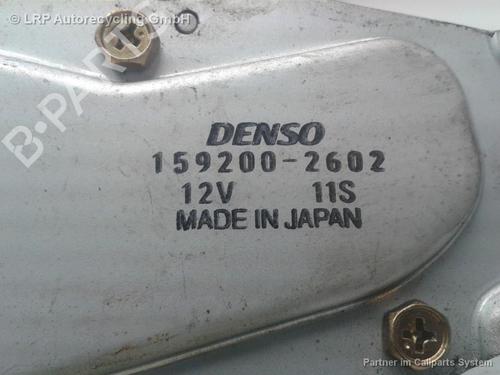 © LRP Autorecycling GmbH
B-PARTS
DENSO
159200-2602
12V 11S
MADE IN JAPAN
Partner im Callparts System